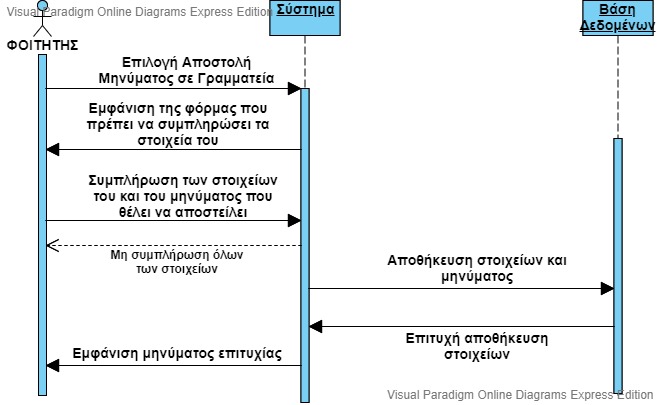 Visual Paradigm Online Diagrams Express Edition
Σύστημα
Βάση
Δεδομένων
ΦΟΙΤΗΤΗΣ
Επιλογή Αποστολή
Μηνύματος σε Γραμματεία
Εμφάνιση της φόρμας που
πρέπει να συμπληρώσει τα
στοιχεία του
Συμπλήρωση των στοιχείων
του και του μηνύματος που
θέλει να αποστείλει
Μη συμπλήρωση όλων
των στοιχείων
Αποθήκευση στοιχείων και
μηνύματος
Επιτυχή αποθήκευση
στοιχείων
Εμφάνιση μηνύματος επιτυχίας
Visual Paradigm Online Diagrams Express Edition